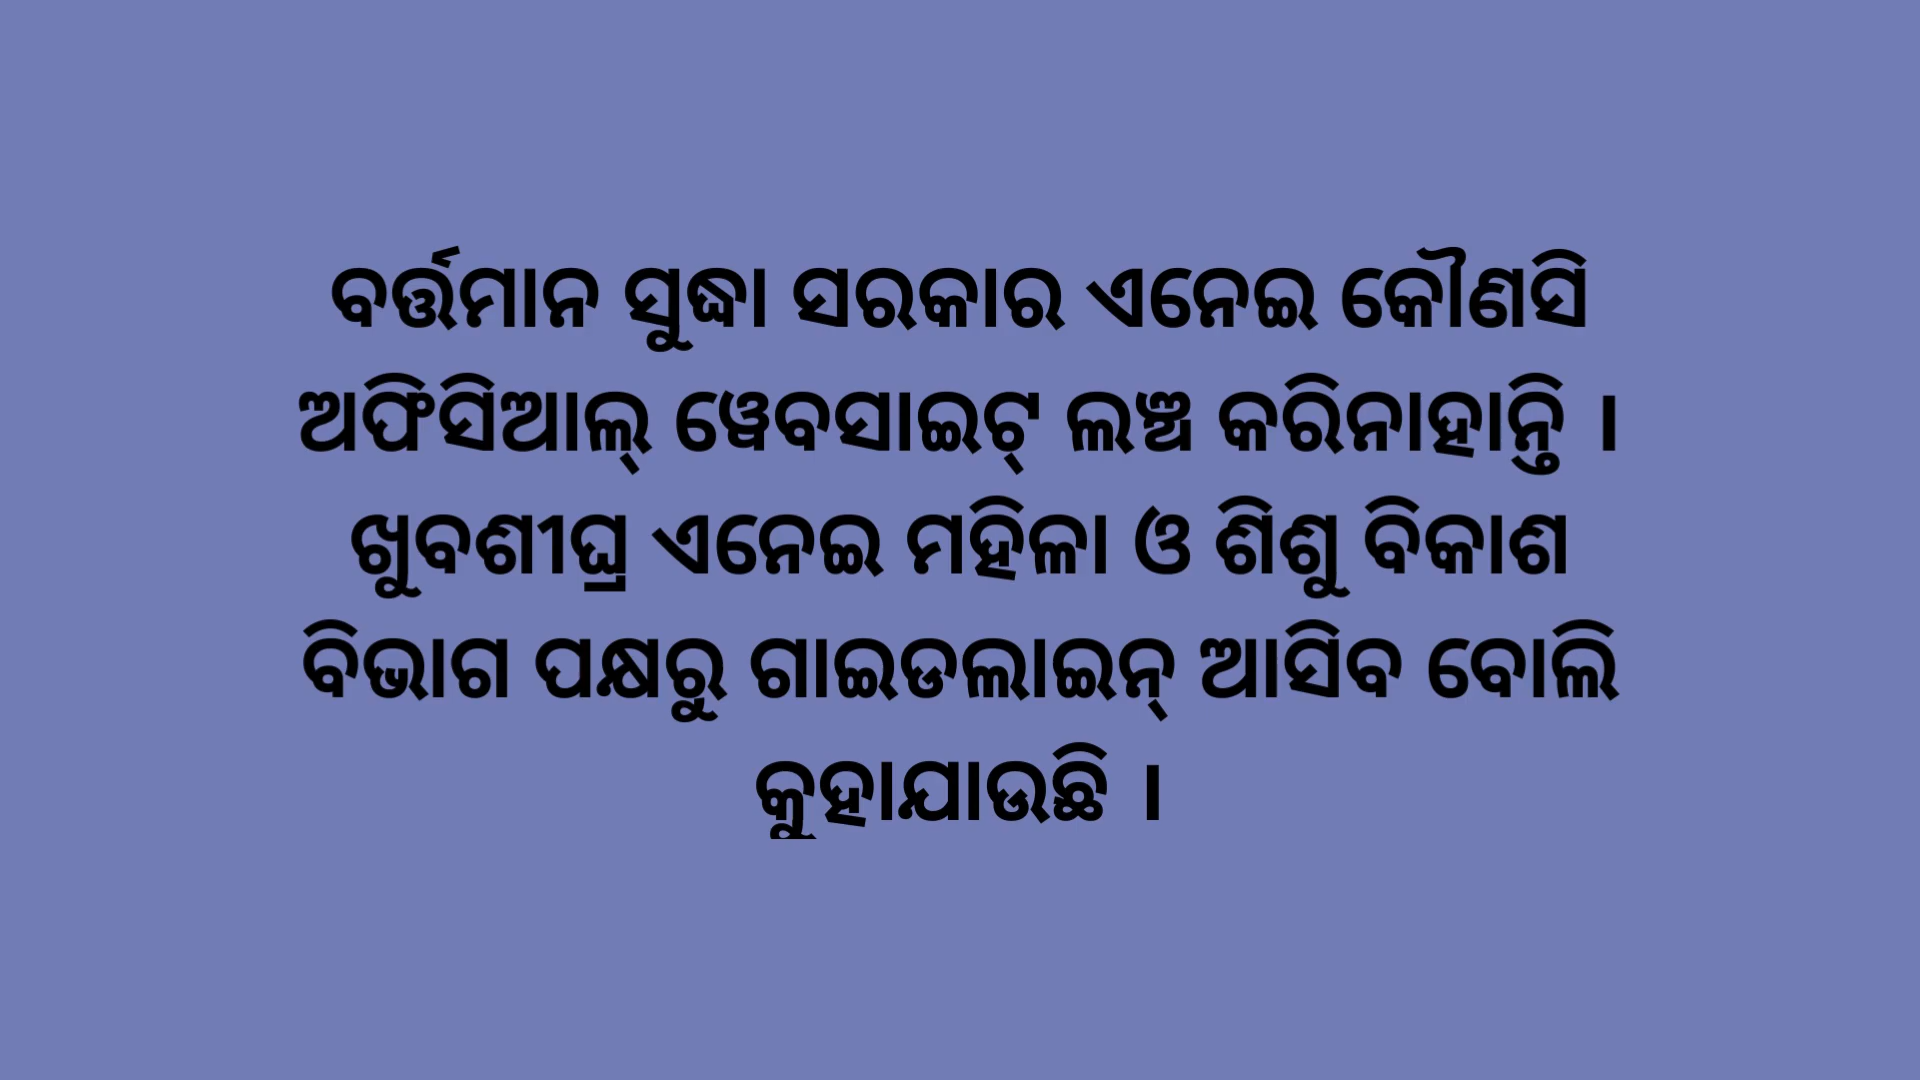 ବର୍ତ୍ତମାନ ସୁଦ୍ଧା ସରକାର ଏନେଇ କୌଣସି
ଅଫିସିଆଲ୍ ୱେବସାଇଟ୍ ଲଞ୍ଚ କରିନାହାନ୍ତି ।
ଖୁବଶୀଘ୍ର ଏନେଇ ମହିଳା ଓ ଶିଶୁ ବିକାଶ
ବିଭାଗ ପକ୍ଷରୁ ଗାଇଡଲାଇନ୍ ଆସିବ ବୋଲି
କୁହାଯାଉଛି ।